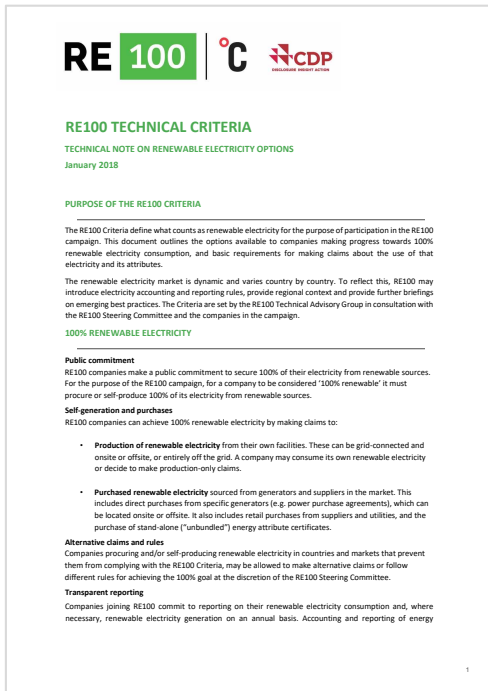 RE 100 °C CDP
DISCLOSURE INSIGHT ACTION
RE100 TECHNICAL CRITERIA
TECHNICAL NOTE ON RENEWABLE ELECTRICITY OPTIONS
January 2018
PURPOSE OF THE RE100 CRITERIA
The RE100 Criteria define what counts as renewable electricity for the purpose of participation in the RE100
campaign. This document outlines the options available to companies making progress towards 100%
renewable electricity consumption, and basic requirements for making claims about the use of that
electricity and its attributes.
The renewable electricity market is dynamic and varies country by country. To reflect this, RE100 may
introduce electricity accounting and reporting rules, provide regional context and provide further briefings
on emerging best practices. The Criteria are set by the RE100 Technical Advisory Group in consultation with
the RE100 Steering Committee and the companies in the campaign.
100% RENEWABLE ELECTRICITY
Public commitment
RE100 companies make a public commitment to secure 100% of their electricity from renewable sources.
For the purpose of the RE100 campaign, for a company to be considered ‘100% renewable’ it must
procure or self-produce 100% of its electricity from renewable sources.
Self-generation and purchases
RE100 companies can achieve 100% renewable electricity by making claims to:
• Production of renewable electricity from their own facilities. These can be grid-connected and
onsite or offsite, or entirely off the grid. A company may consume its own renewable electricity
or decide to make production-only claims.
• Purchased renewable electricity sourced from generators and suppliers in the market. This
includes direct purchases from specific generators (e.g. power purchase agreements), which can
be located onsite or offsite. It also includes retail purchases from suppliers and utilities, and the
purchase of stand-alone (“unbundled”) energy attribute certificates.
Alternative claims and rules
Companies procuring and/or self-producing renewable electricity in countries and markets that prevent
them from complying with the RE100 Criteria, may be allowed to make alternative claims or follow
different rules for achieving the 100% goal at the discretion of the RE100 Steering Committee.
Transparent reporting
Companies joining RE100 commit to reporting on their renewable electricity consumption and, where
necessary, renewable electricity generation on an annual basis. Accounting and reporting of energy
1